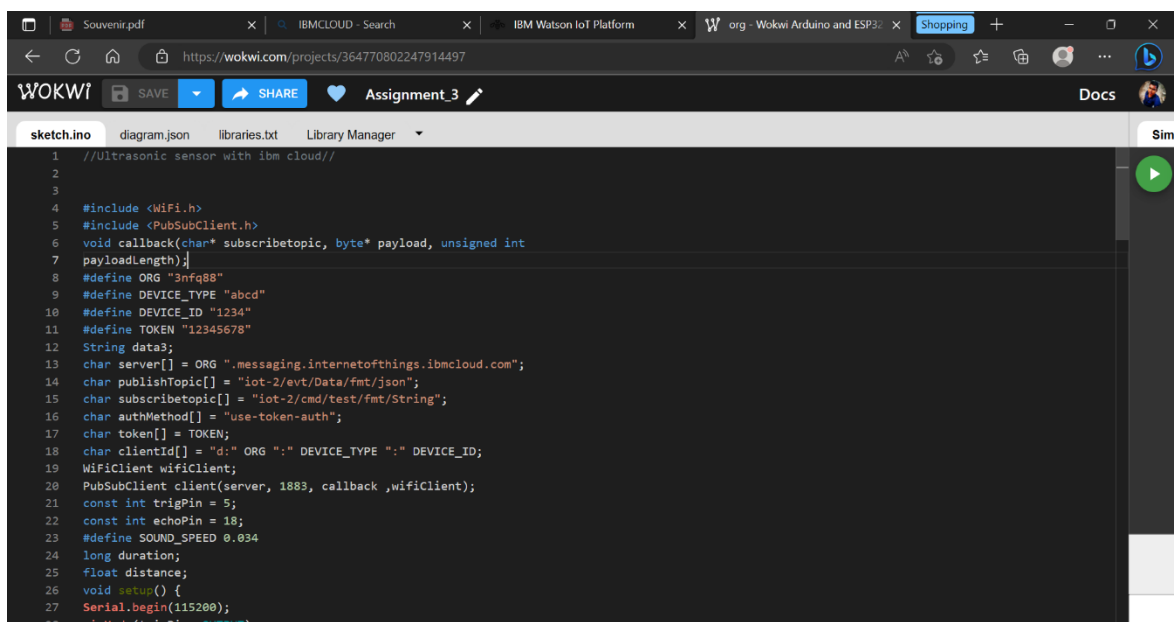 Souvenir.pdf
IBMCLOUD - Search
IBM Watson IoT Platform
org - Wokwi Arduino and ESP32
Shopping
https://wokwi.com/projects/364770802247914497
WOKWi
SAVE
SHARE
Assignment_3
Docs
sketch.ino
diagram.json
libraries.txt
Library Manager
Sim
1 //Ultrasonic sensor with ibm cloud//
2
3
4 #include <WiFi.h>
5 #include <PubSubClient.h>
6 void callback(char* subscribetopic, byte* payload, unsigned int
7 payloadLength);
8 #define ORG "3nfq88"
9 #define DEVICE_TYPE "abcd"
10 #define DEVICE_ID "1234"
11 #define TOKEN "12345678"
12 String data3;
13 char server[] = ORG ".messaging.internetofthings.ibmcloud.com";
14 char publishTopic[] = "iot-2/evt/Data/fmt/json";
15 char subscribetopic[] = "iot-2/cmd/test/fmt/String";
16 char authMethod[] = "use-token-auth";
17 char token[] = TOKEN;
18 char clientId[] = "d:" ORG ":" DEVICE_TYPE ":" DEVICE_ID;
19 WiFiClient wifiClient;
20 PubSubClient client(server, 1883, callback ,wifiClient);
21 const int trigPin = 5;
22 const int echoPin = 18;
23 #define SOUND_SPEED 0.034
24 long duration;
25 float distance;
26 void setup() {
27 Serial.begin(115200);